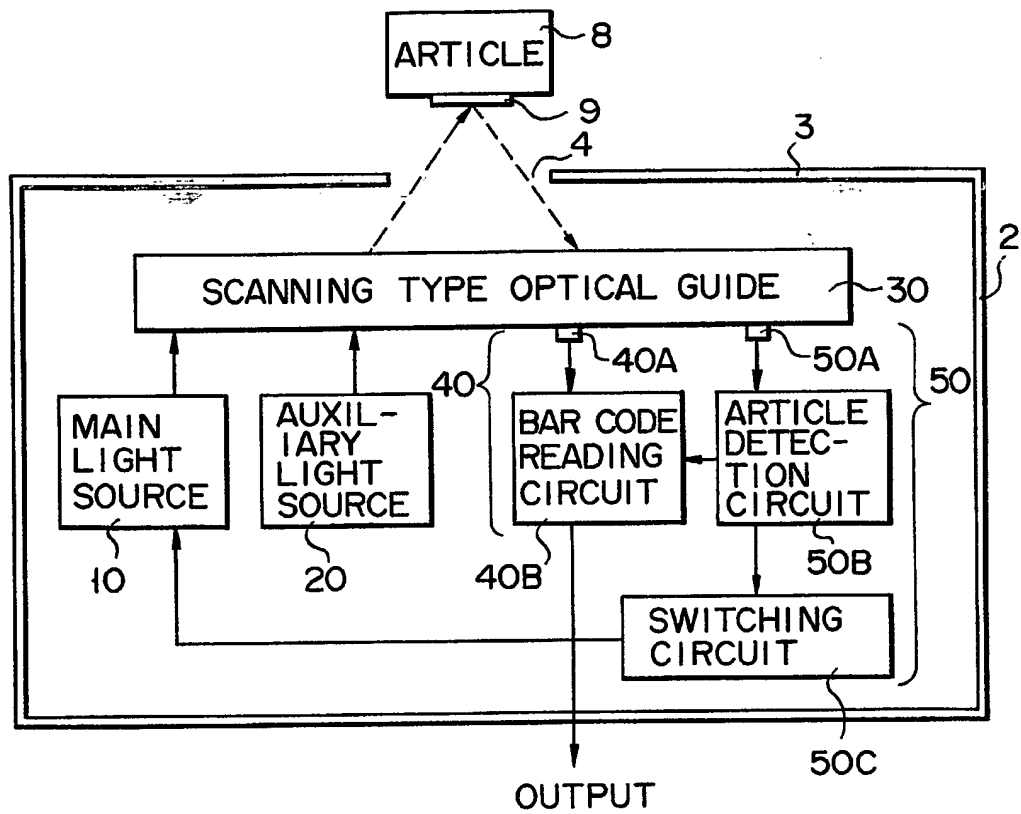 ARTICLE
8
9
4
3
2
SCANNING TYPE OPTICAL GUIDE
30
40
40A
50A
50
MAIN
LIGHT
SOURCE
10
AUXIL-
IARY
LIGHT
SOURCE
20
BAR CODE
READING
CIRCUIT
40B
ARTICLE
DETEC-
TION
CIRCUIT
50B
SWITCHING
CIRCUIT
50C
OUTPUT